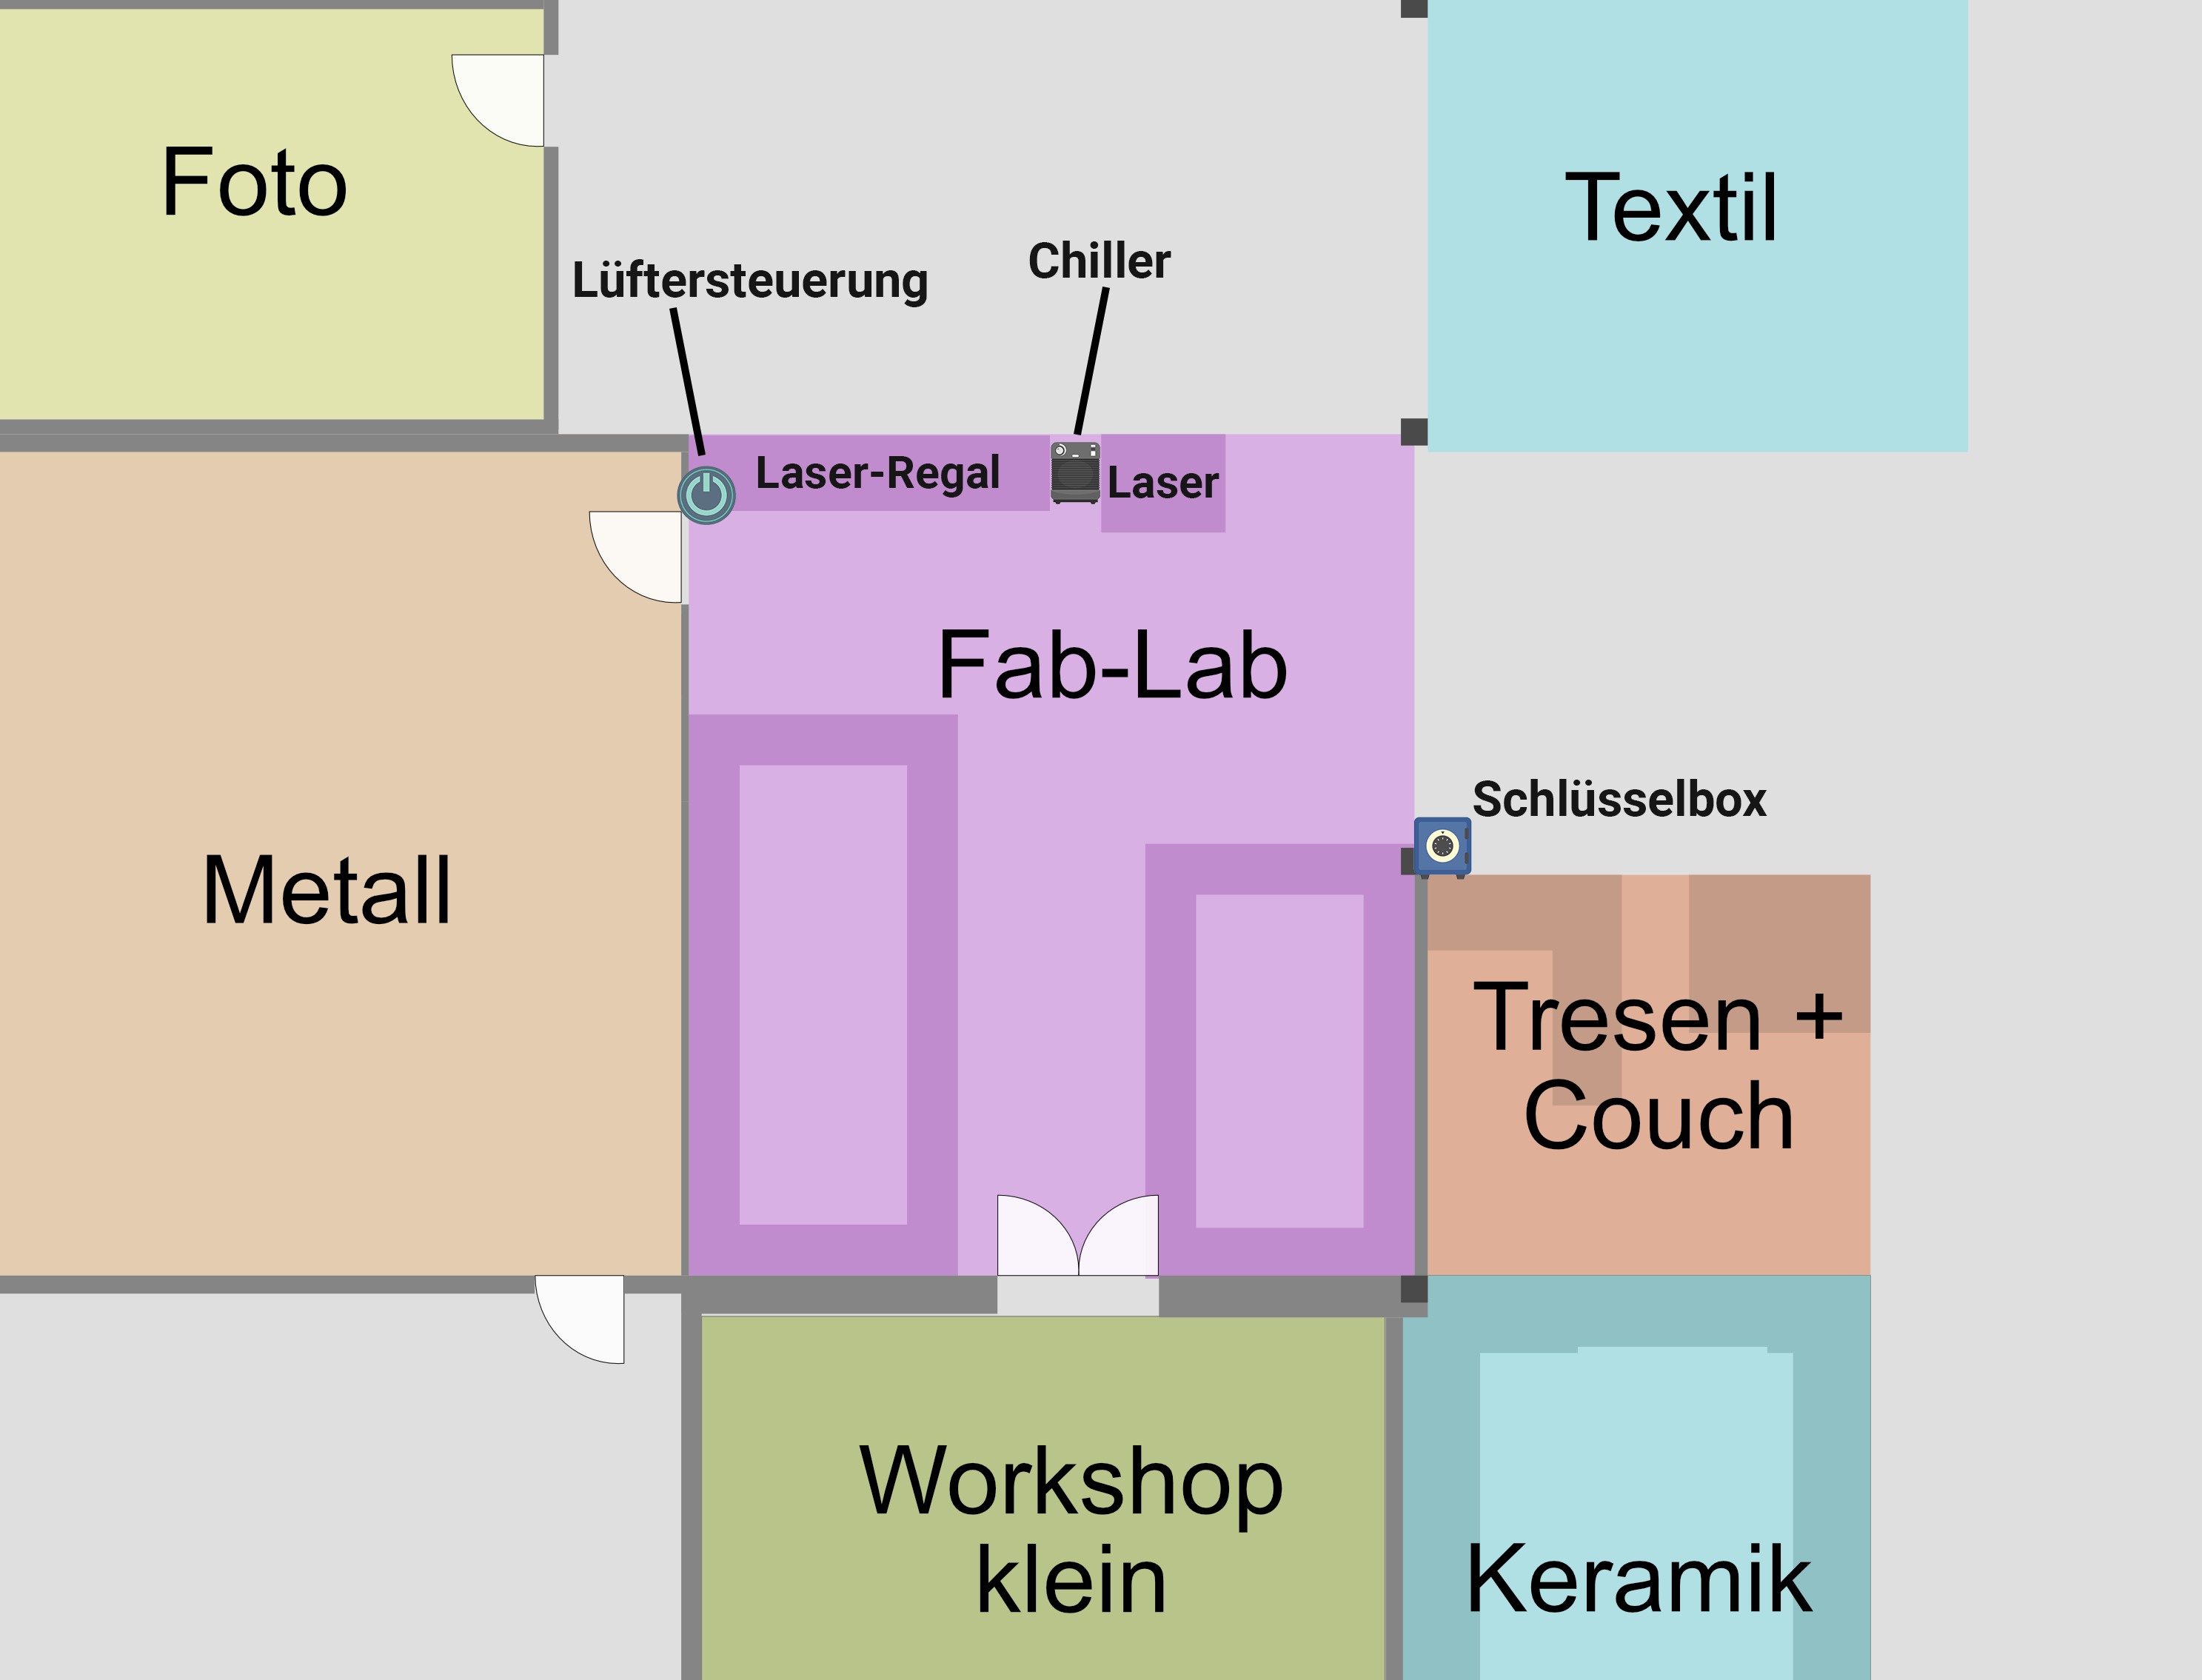 Foto
Textil
Lüftersteuerung
Chiller
Laser-Regal
Laser
Fab-Lab
Schlüsselbox
Metall
Tresen +
Couch
Workshop
klein
Keramik